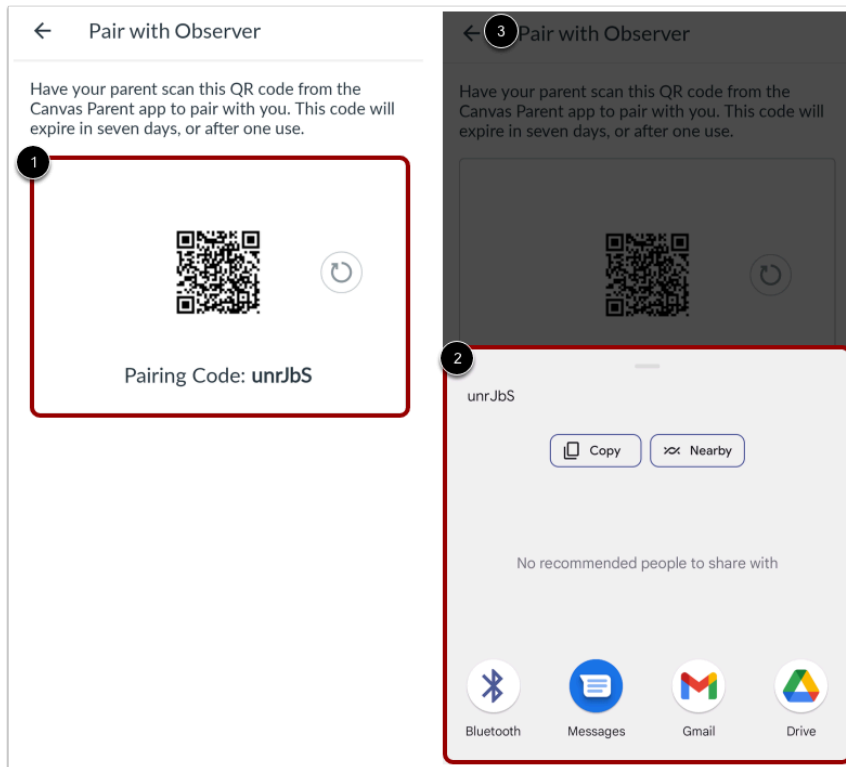 Pair with Observer
Have your parent scan this QR code from the
Canvas Parent app to pair with you. This code will
expire in seven days, or after one use.
1
Pairing Code: unrJbS
3
Pair with Observer
Have your parent scan this QR code from the
Canvas Parent app to pair with you. This code will
expire in seven days, or after one use.
2
unrJbS
Copy
Nearby
No recommended people to share with
Bluetooth
Messages
Gmail
Drive